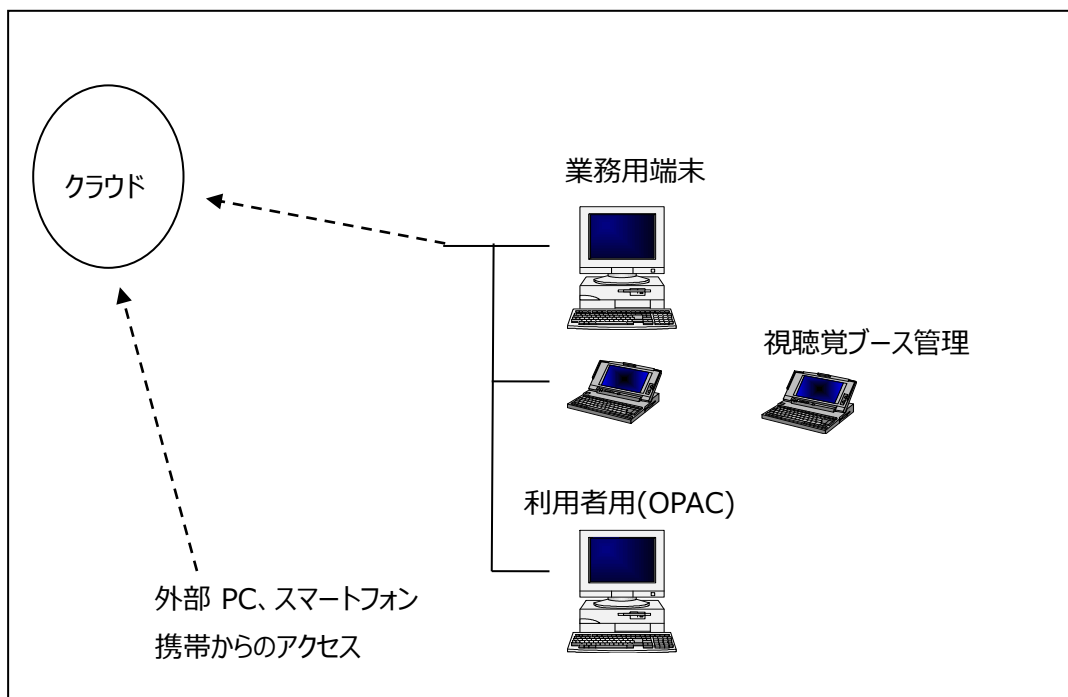 クラウド
業務用端末
視聴覚ブース管理
利用者用(OPAC)
外部 PC、スマートフォン
携帯からのアクセス